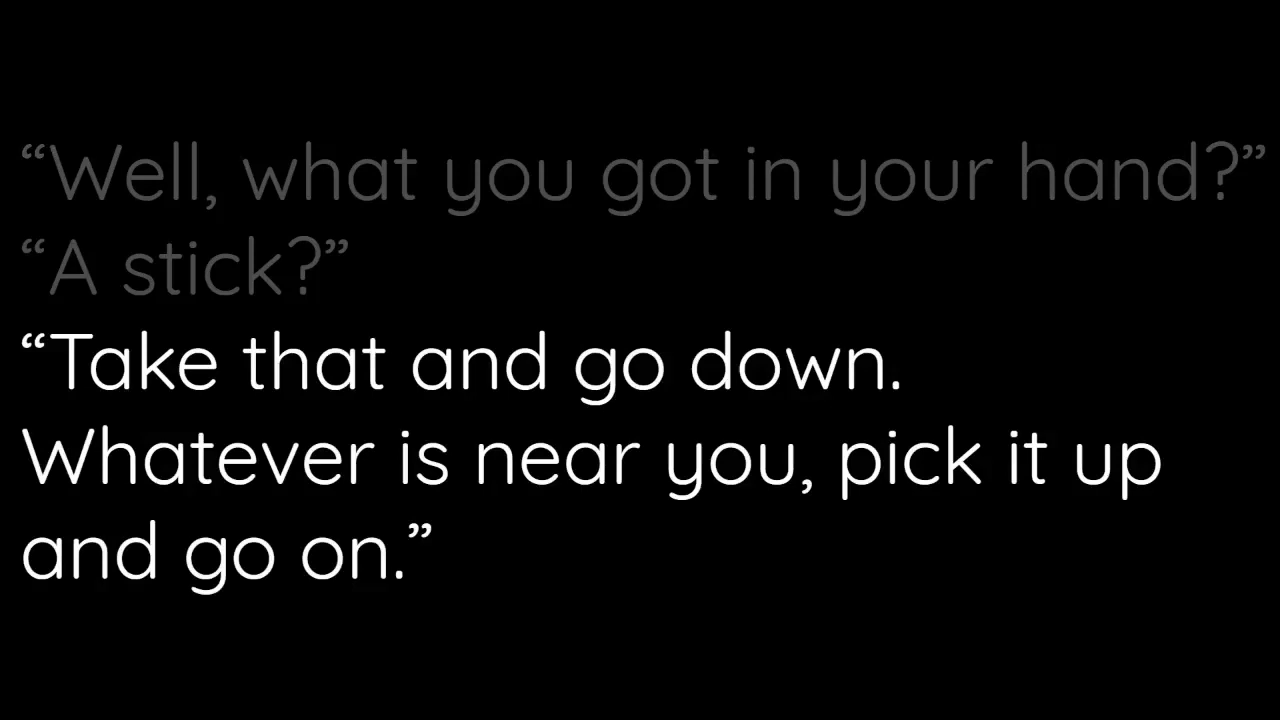 “Well, what you got in your hand?”
“A stick?”
“Take that and go down.
Whatever is near you, pick it up
and go on.”